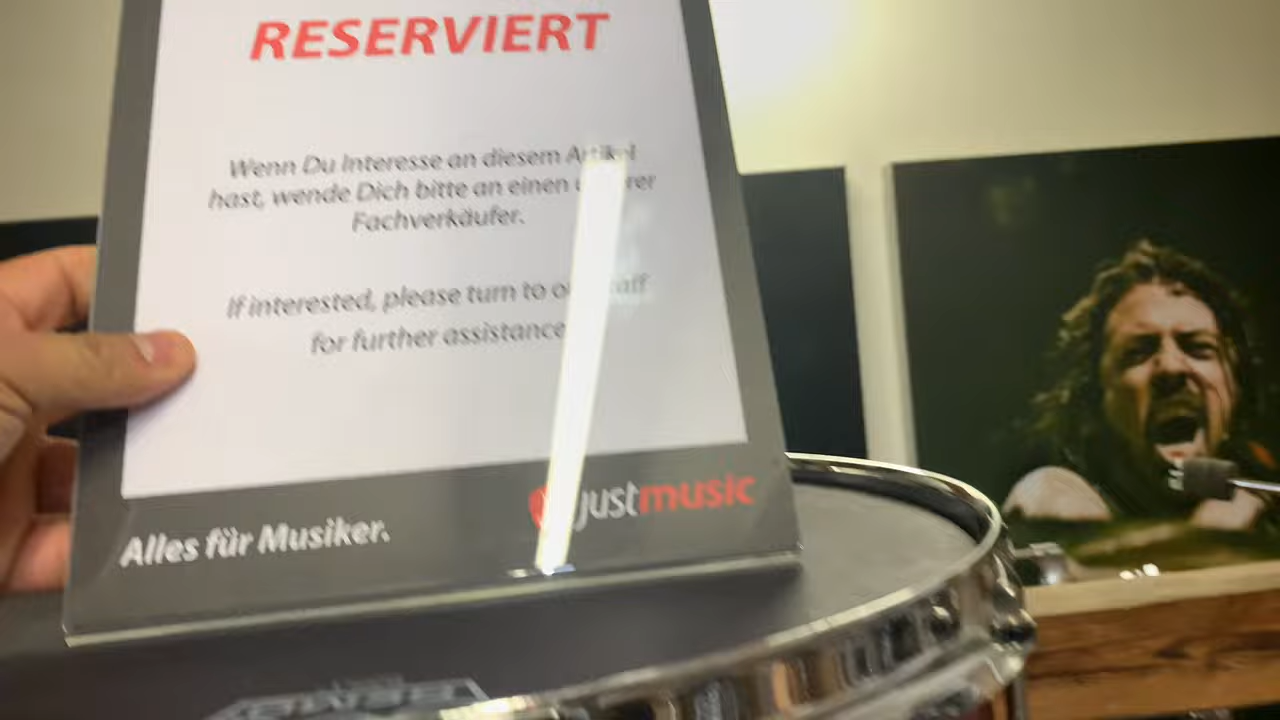 RESERVIERT
Wenn Du Interesse an diesem Artikel
hast, wende Dich bitte an einen
Fachverkäufer.
If interested, please turn to
for further assistance
Alles für Musiker.
justmusic